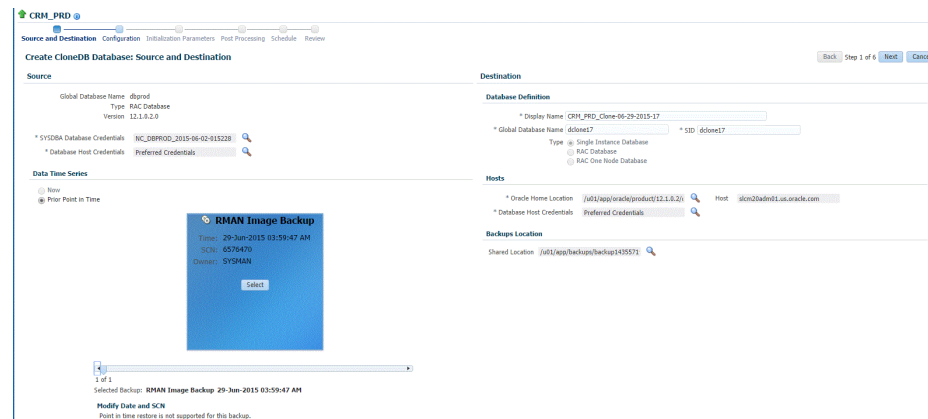 CRM_PRD
Source and Destination Configuration Initialization Parameters Post Processing Schedule Review
Create CloneDB Database: Source and Destination
Back Step 1 of 6 Next Cance
Source
Global Database Name dbprod
Type RAC Database
Version 12.1.0.2.0
* SYSDBA Database Credentials NC_DBPROD_2015-06-02-015228
* Database Host Credentials Preferred Credentials
Data Time Series
Now
Prior Point in Time
RMAN Image Backup
Time: 29-Jun-2015 03:59:47 AM
SCN: 6576470
Owner: SYSMAN
Select
1 of 1
Selected Backup: RMAN Image Backup 29-Jun-2015 03:59:47 AM
Modify Date and SCN
Point in time restore is not supported for this backup.
Destination
Database Definition
* Display Name CRM_PRD_Clone-06-29-2015-17
* Global Database Name dclone17 * SID dclone17
Type Single Instance Database
RAC Database
RAC One Node Database
Hosts
* Oracle Home Location /u01/app/oracle/product/12.1.0.2/ Host slcm20adm01.us.oracle.com
* Database Host Credentials Preferred Credentials
Backups Location
Shared Location /u01/app/backups/backup1435571